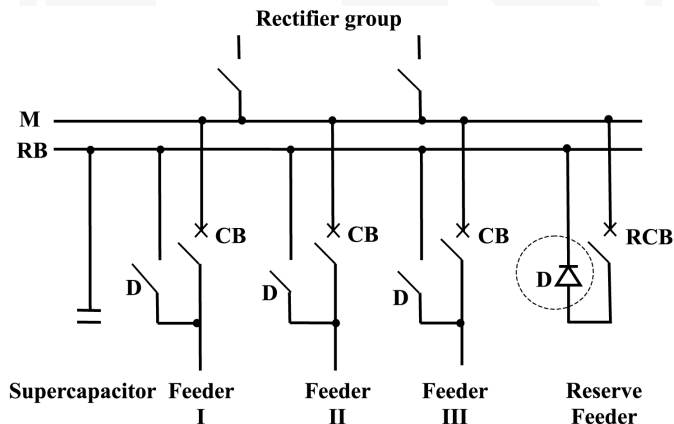 Rectifier group
M
RB
CB
CB
CB
RCB
D
D
D
D
Supercapacitor Feeder I
Feeder II
Feeder III
Reserve Feeder